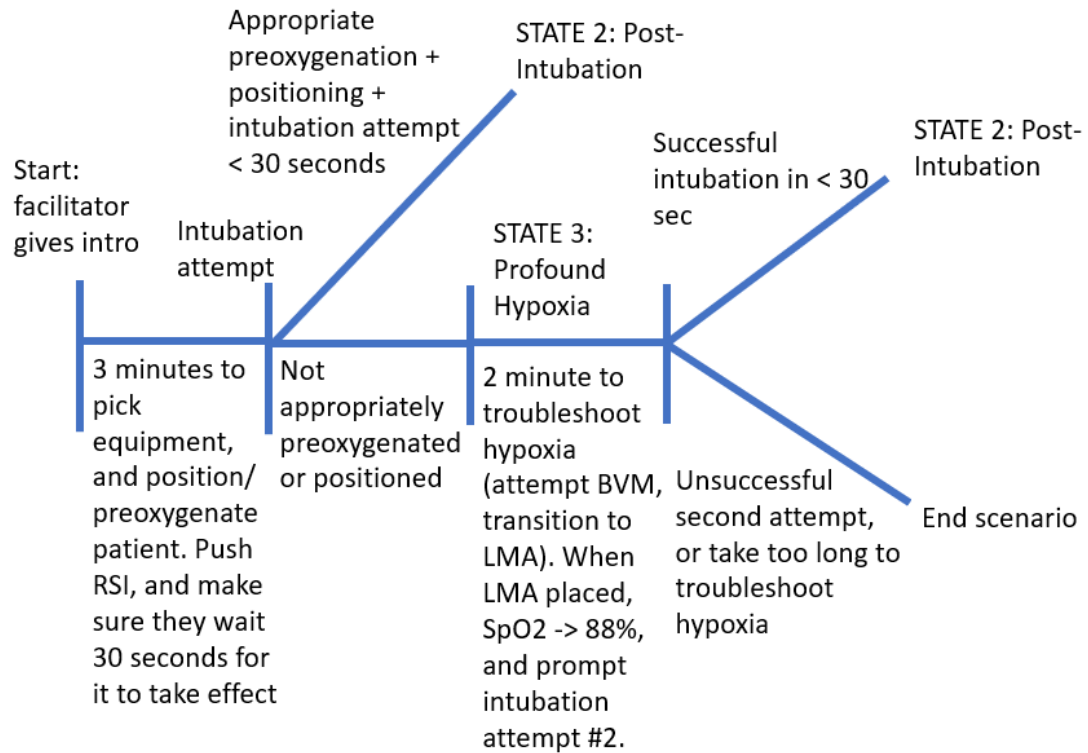 Start:
facilitator
gives intro
3 minutes to
pick
equipment,
and position/
preoxygenate
patient. Push
RSI, and make
sure they wait
30 seconds for
it to take effect
Intubation
attempt
Appropriate
preoxygenation +
positioning +
intubation attempt
< 30 seconds
STATE 2: Post-
Intubation
Not
appropriately
preoxygenated
or positioned
STATE 3:
Profound
Hypoxia
2 minute to
troubleshoot
hypoxia
(attempt BVM,
transition to
LMA). When
LMA placed,
SpO2 -> 88%,
and prompt
intubation
attempt #2.
Successful
intubation in < 30
sec
STATE 2: Post-
Intubation
Unsuccessful
second attempt,
or take too long to
troubleshoot
hypoxia
End scenario